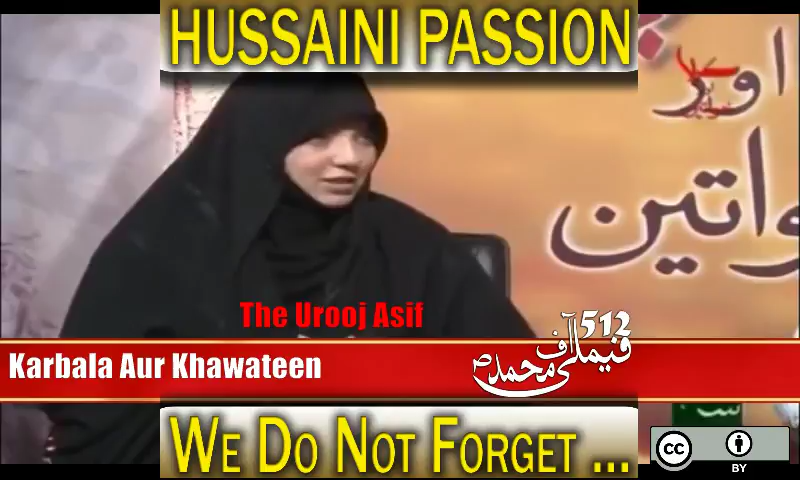 HUSSAINI PASSION
اور
خواتین
The Urooj Asif
512
فیملی آف محمدؐ
Karbala Aur Khawateen
WE DO NOT FORGET ...
cc
BY